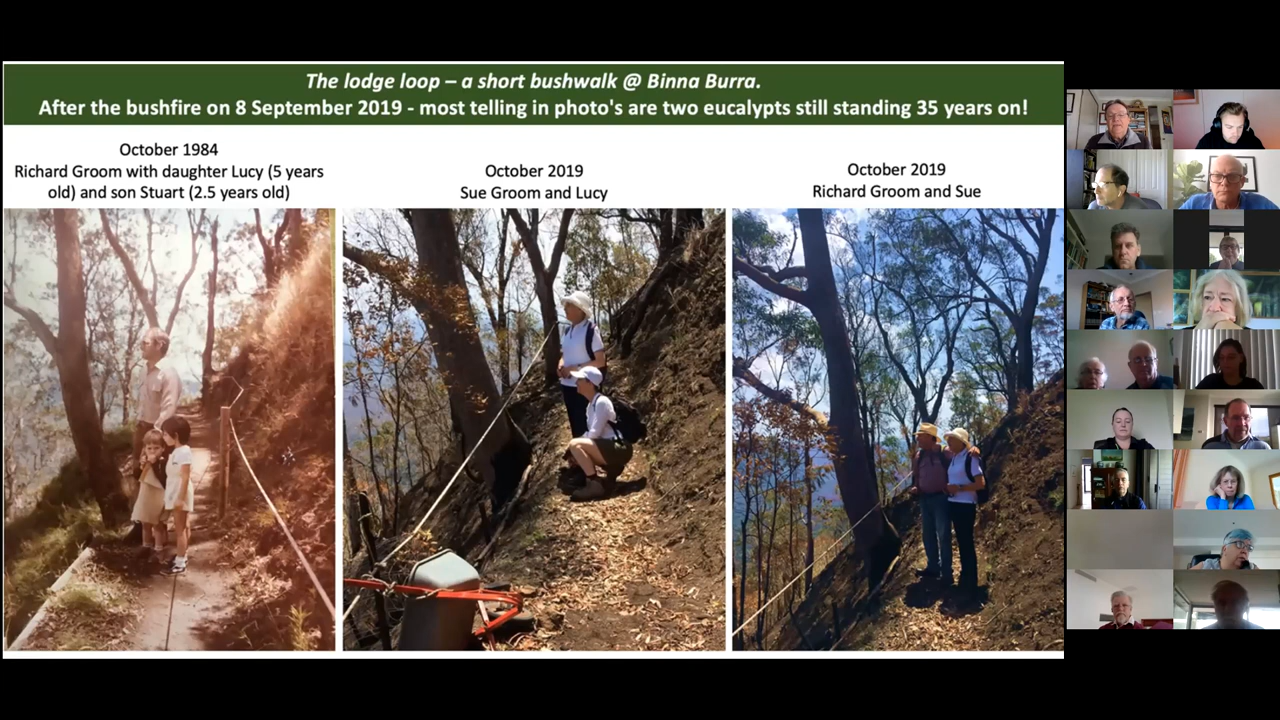 The lodge loop – a short bushwalk @ Binna Burra.
After the bushfire on 8 September 2019 - most telling in photo's are two eucalypts still standing 35 years on!
October 1984
Richard Groom with daughter Lucy (5 years
old) and son Stuart (2.5 years old)
October 2019
Sue Groom and Lucy
October 2019
Richard Groom and Sue